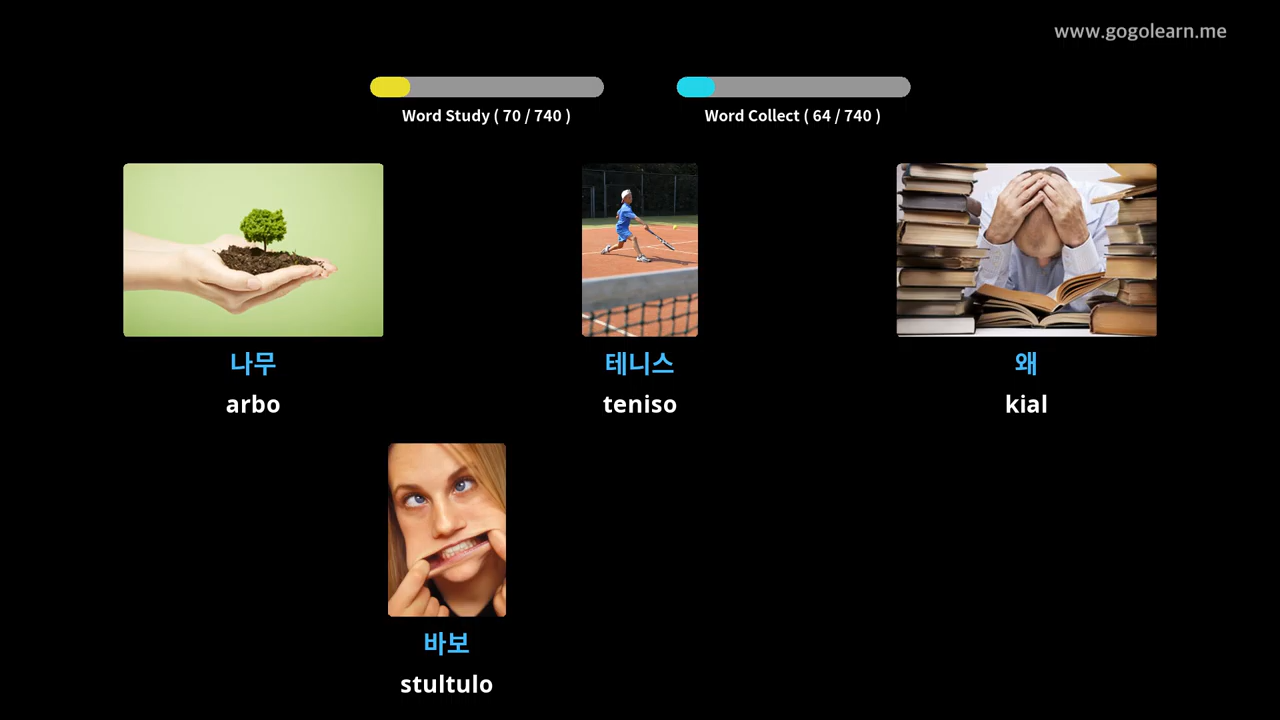 www.gogolearn.me
Word Study ( 70 / 740 )
Word Collect ( 64 / 740 )
나무
테니스
왜
arbo
teniso
kial
바보
stultulo